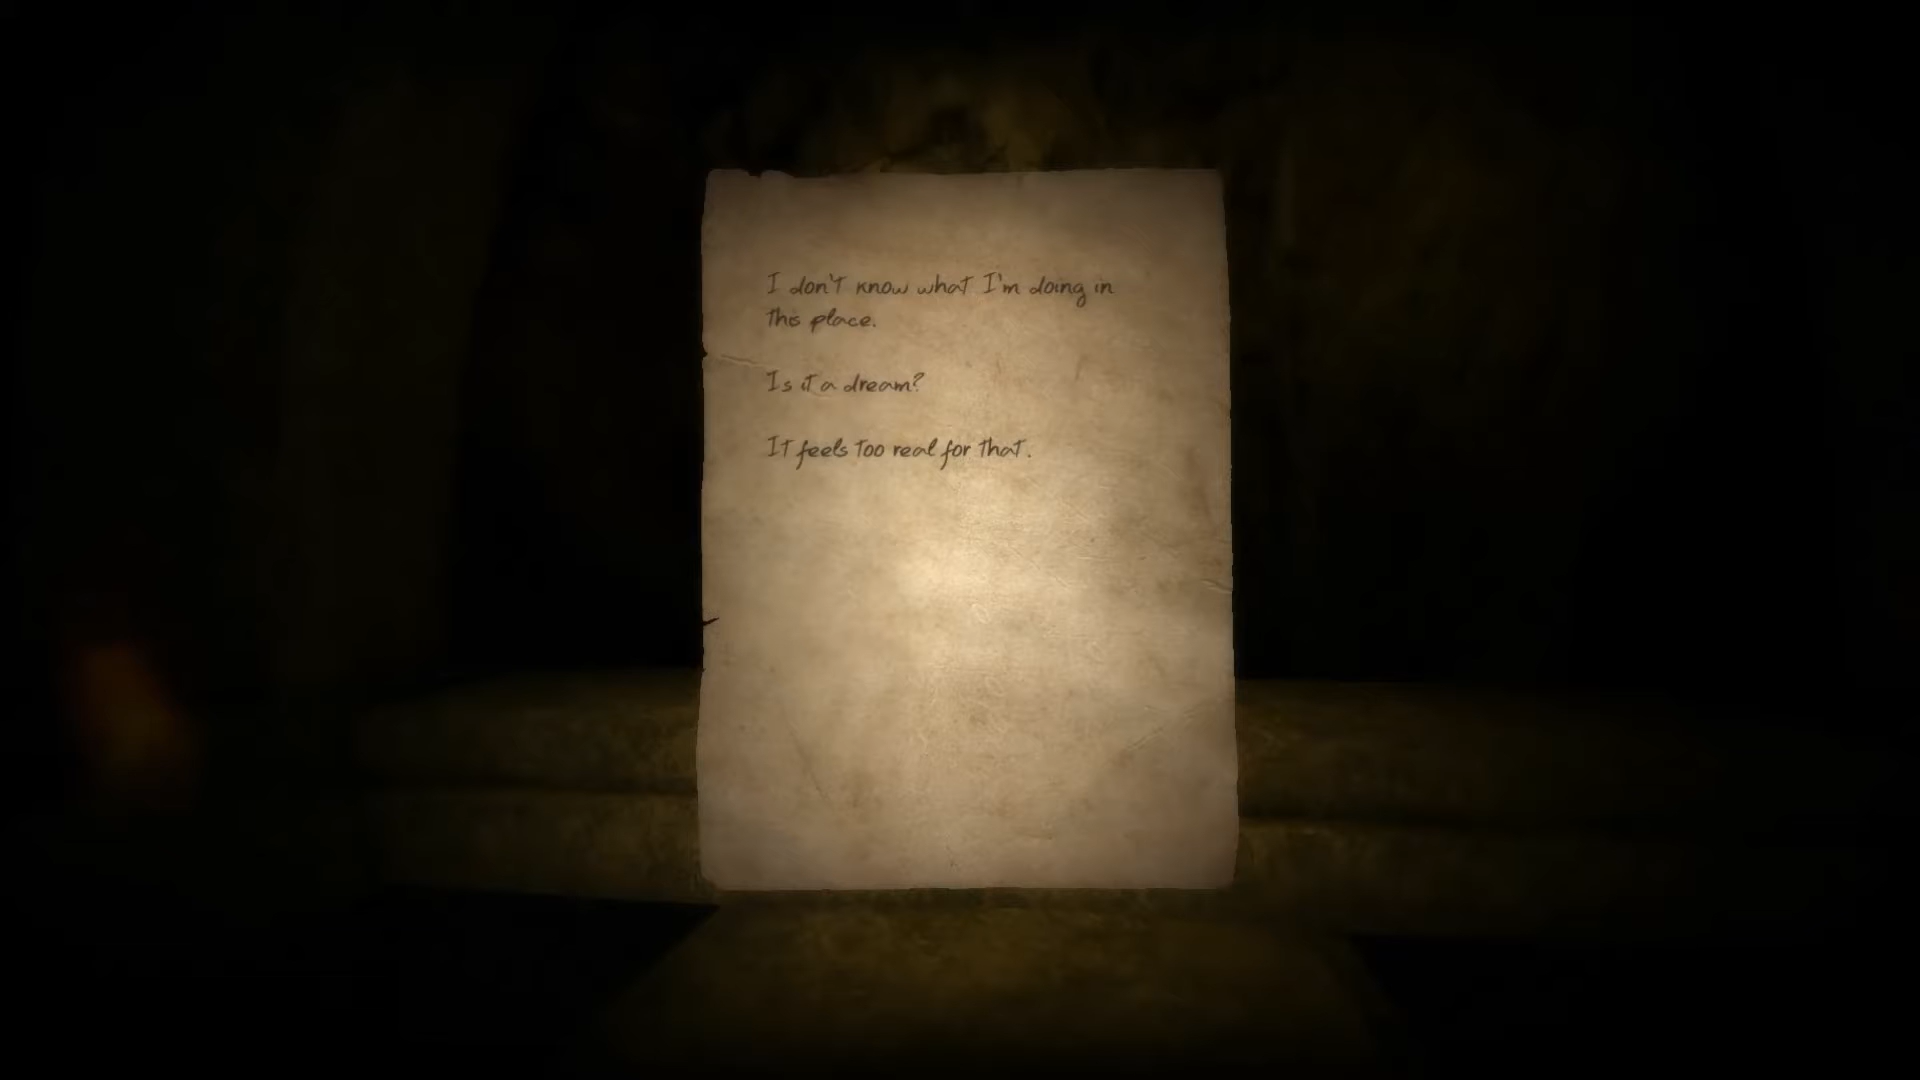 I don't know what I'm doing in
this place.
Is it a dream?
It feels too real for that.